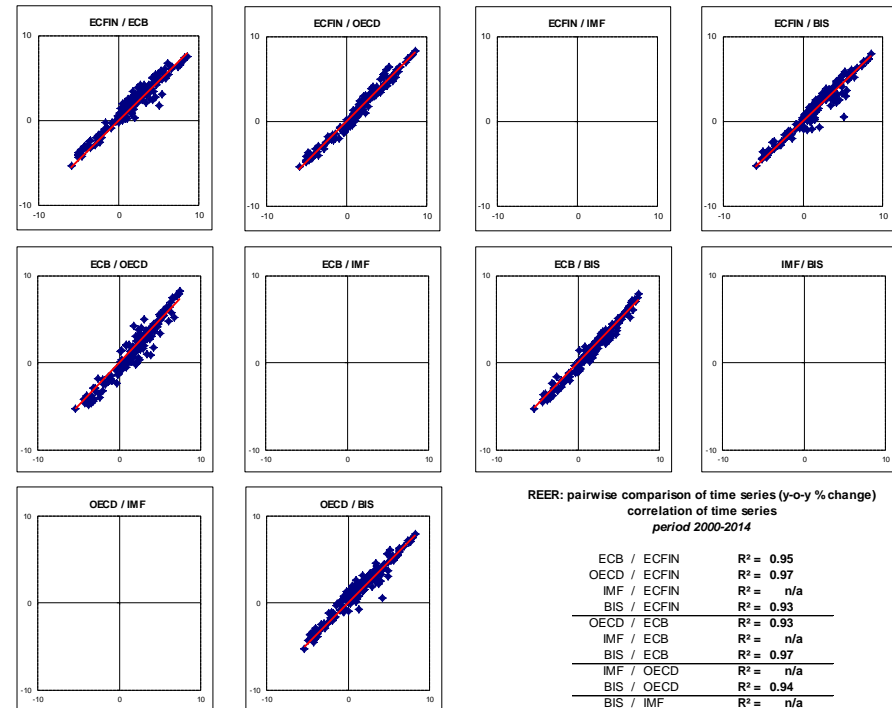 ECFIN / ECB
10
0
-10
-10
0
10
ECFIN / OECD
10
0
-10
-10
0
10
ECFIN / IMF
10
0
-10
-10
0
10
ECFIN / BIS
10
0
-10
-10
0
10
ECB / OECD
10
0
-10
-10
0
10
ECB / IMF
10
0
-10
-10
0
10
ECB / BIS
10
0
-10
-10
0
10
IMF / BIS
10
0
-10
-10
0
10
OECD / IMF
10
0
-10
-10
0
10
OECD / BIS
10
0
-10
-10
0
10
REER: pairwise comparison of time series (y-o-y % change)
correlation of time series
period 2000-2014
ECB / ECFIN R² = 0.95
OECD / ECFIN R² = 0.97
IMF / ECFIN R² = n/a
BIS / ECFIN R² = 0.93
OECD / ECB R² = 0.93
IMF / ECB R² = n/a
BIS / ECB R² = 0.97
IMF / OECD R² = n/a
BIS / OECD R² = 0.94
BIS / IMF R² = n/a